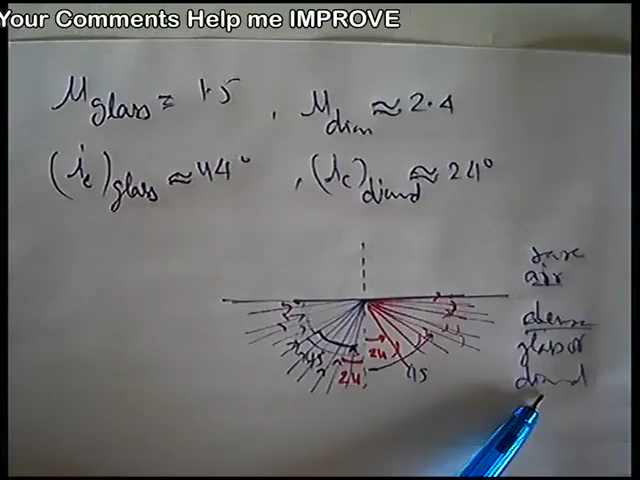 Your Comments Help me IMPROVE
μglass = 1.5 , μdiam ≈ 2.4
(ic)glass ≈ 44° , (ic)diamd ≈ 24°
rare
air
dense
glass or
diamd
45
24
24
45